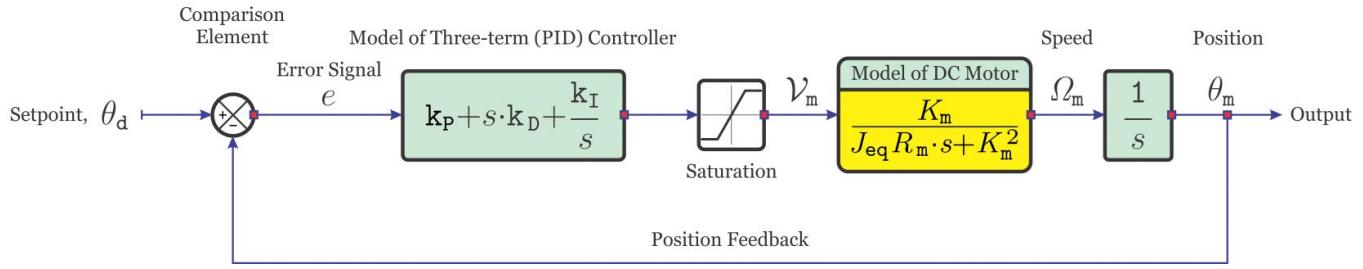 Comparison
Element
Model of Three-term (PID) Controller
Speed
Position
Error Signal
Model of DC Motor
Setpoint, θd
+
−
e
kP+s·kD+kI/s
𝒱m
Km/JeqRm·s+Km²
Ωm
1/s
θm
Output
Saturation
Position Feedback